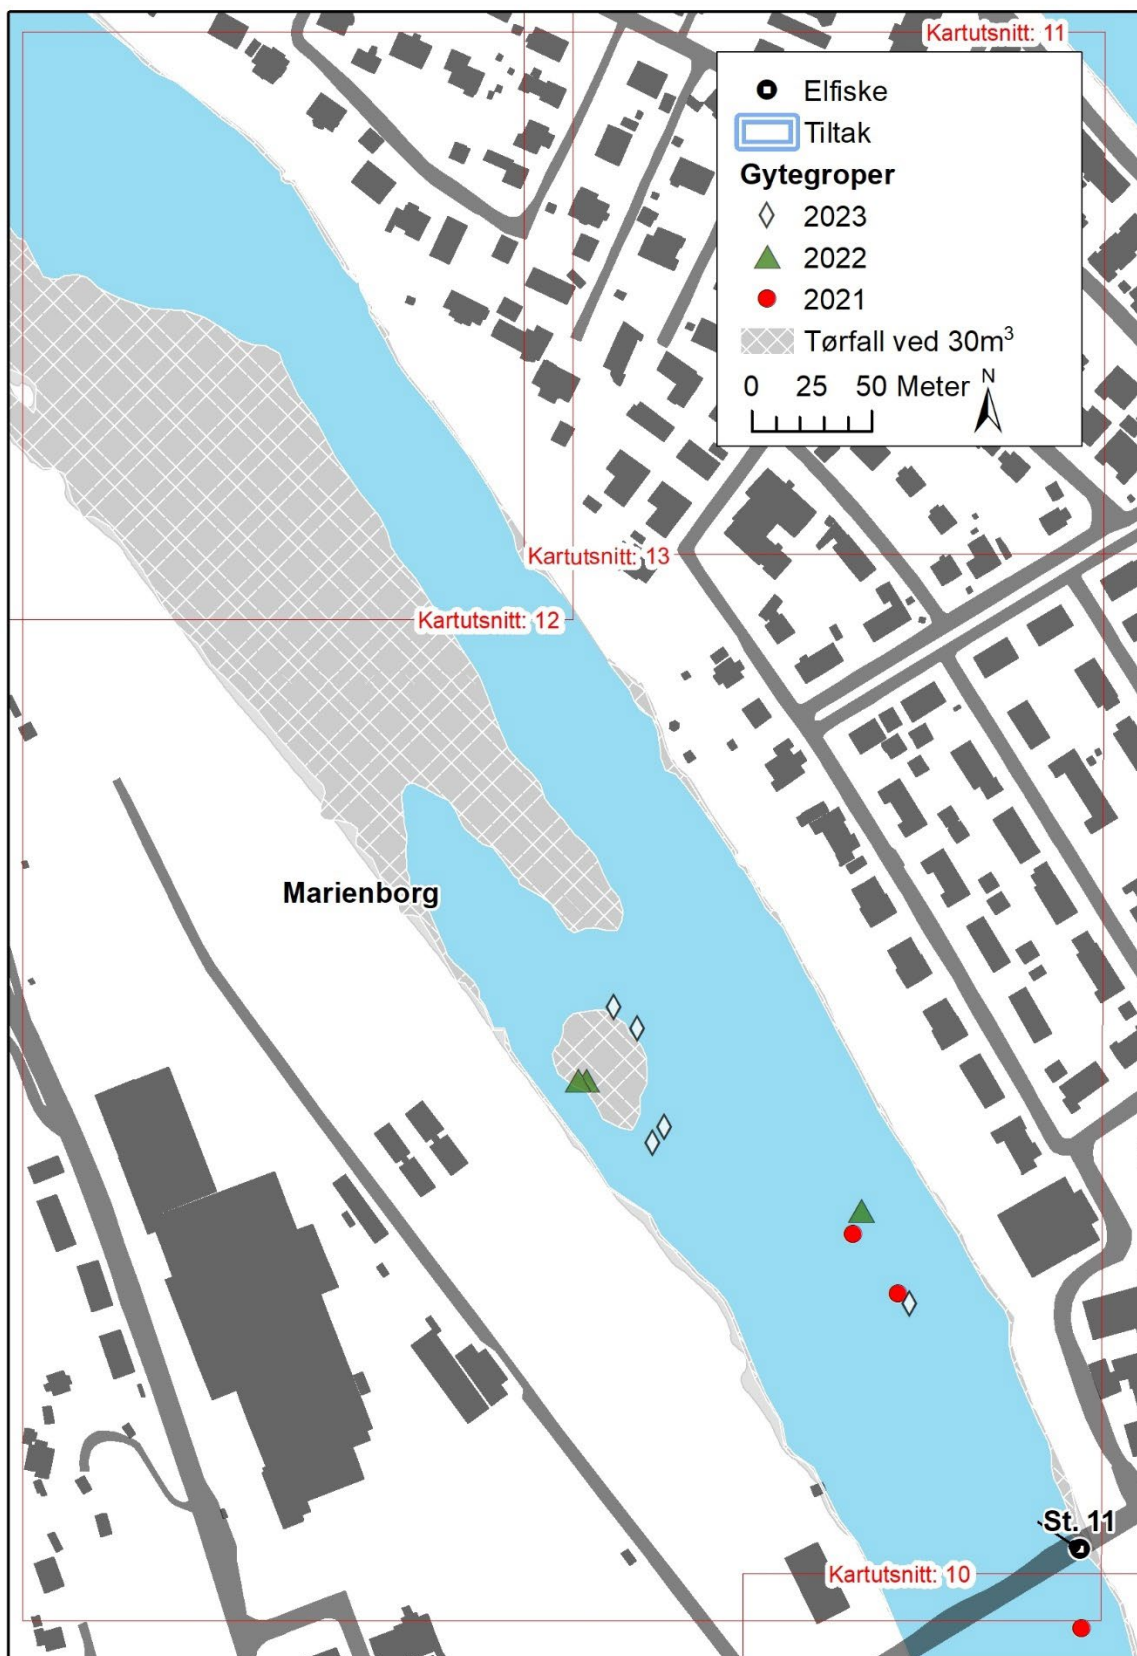 Kartutsnitt: 11
Elfiske
Tiltak
Gytegroper
2023
2022
2021
Tørfall ved 30m³
0 25 50 Meter N
Kartutsnitt: 13
Kartutsnitt: 12
Marienborg
St. 11
Kartutsnitt: 10